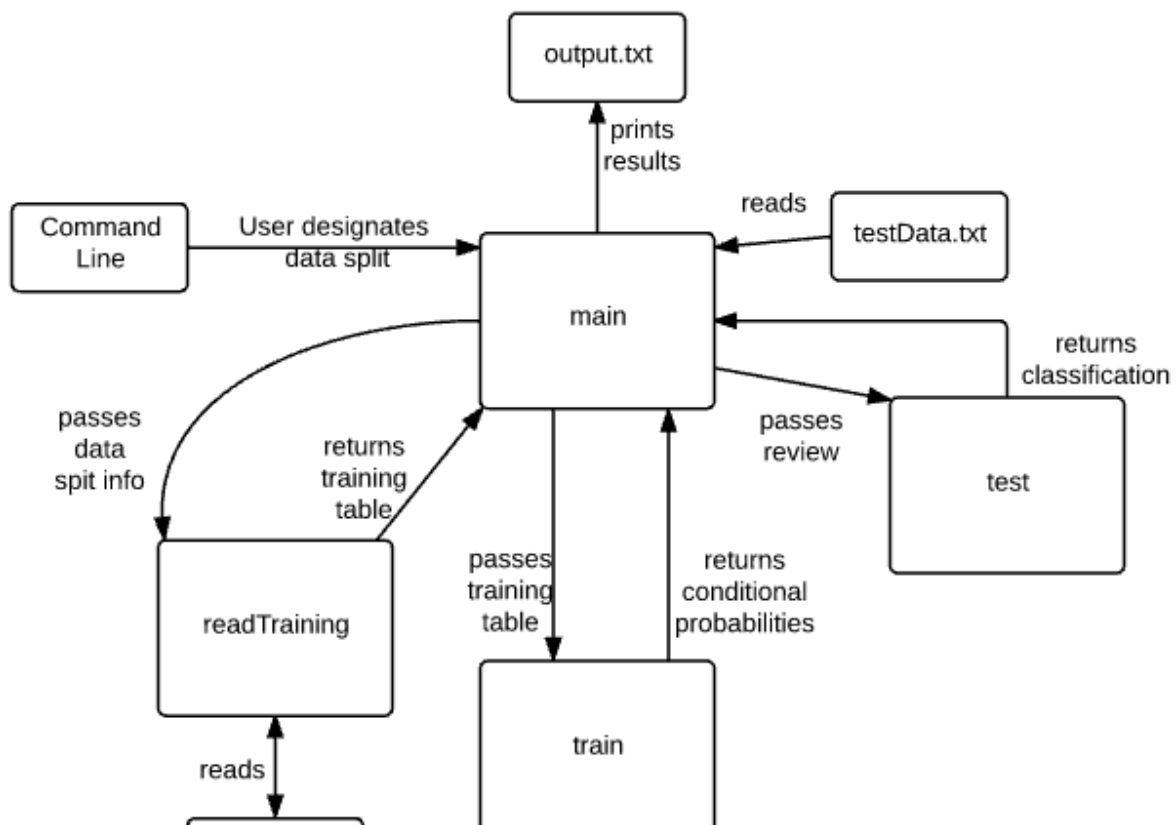 output.txt
prints
results
Command
Line
User designates
data split
reads
testData.txt
main
returns
classification
passes
data
spit info
returns
training
table
passes
review
test
passes
training
table
returns
conditional
probabilities
readTraining
train
reads